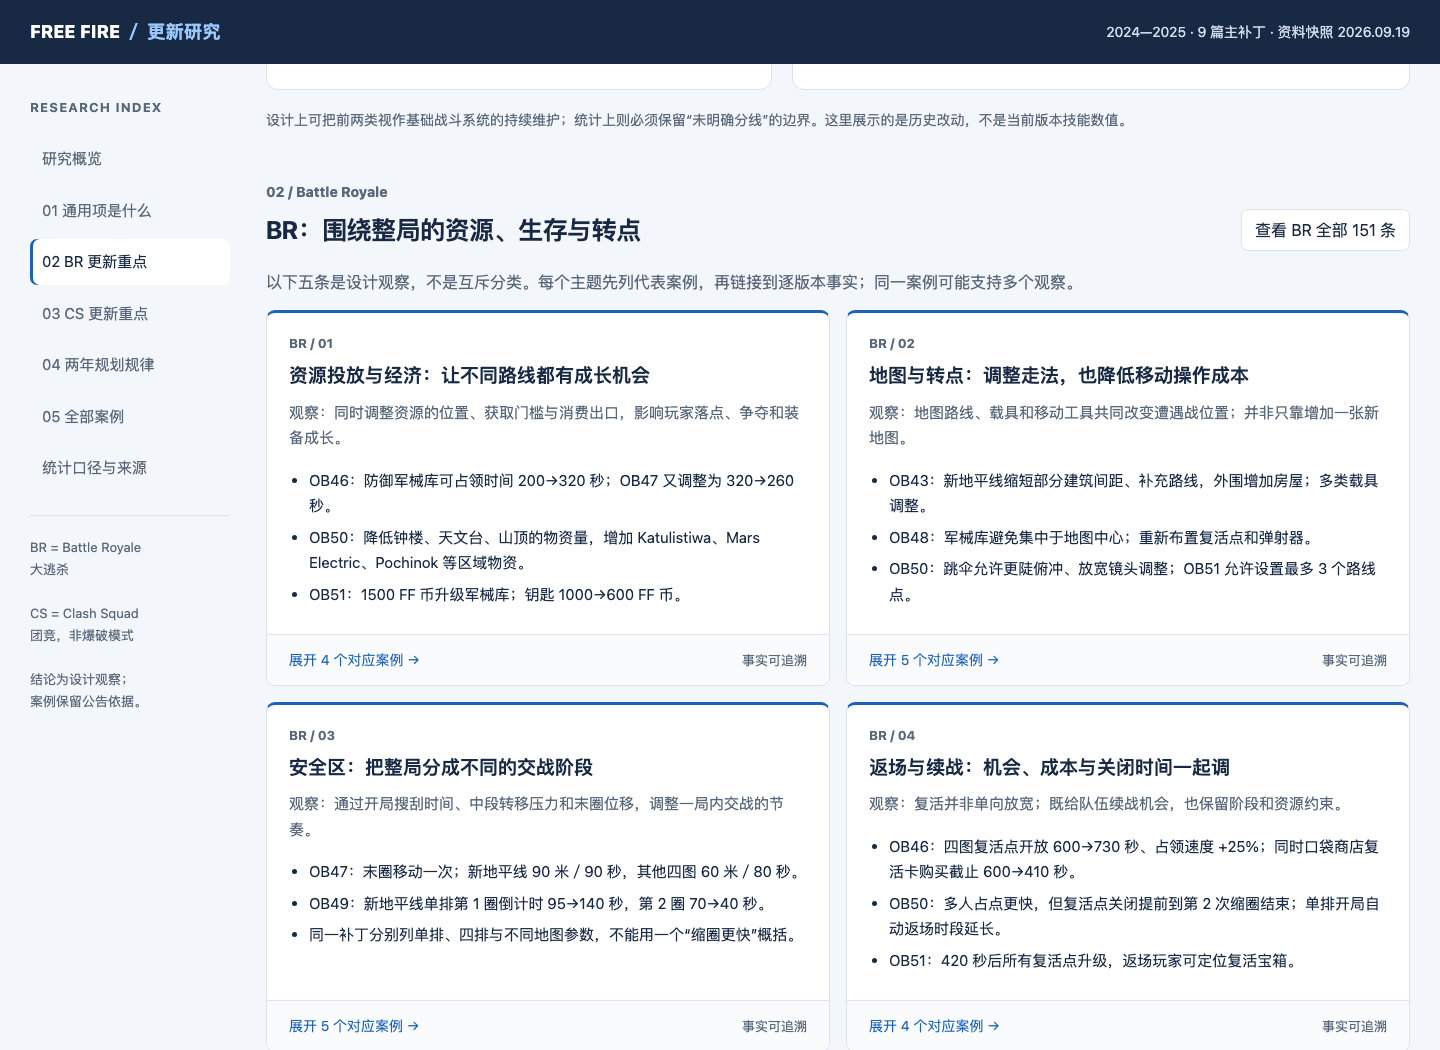 FREE FIRE / 更新研究
2024—2025 · 9 篇主补丁 · 资料快照 2026.09.19
RESEARCH INDEX
研究概览
01 通用项是什么
02 BR 更新重点
03 CS 更新重点
04 两年规划规律
05 全部案例
统计口径与来源
BR = Battle Royale
大逃杀
CS = Clash Squad
团竞，非爆破模式
结论为设计观察；
案例保留公告依据。
设计上可把前两类视作基础战斗系统的持续维护；统计上则必须保留“未明确分线”的边界。这里展示的是历史改动，不是当前版本技能数值。
02 / Battle Royale
BR：围绕整局的资源、生存与转点
查看 BR 全部 151 条
以下五条是设计观察，不是互斥分类。每个主题先列代表案例，再链接到逐版本事实；同一案例可能支持多个观察。
BR / 01
资源投放与经济：让不同路线都有成长机会
观察：同时调整资源的位置、获取门槛与消费出口，影响玩家落点、争夺和装
备成长。
• OB46：防御军械库可占领时间 200→320 秒；OB47 又调整为 320→260
秒。
• OB50：降低钟楼、天文台、山顶的物资量，增加 Katulistiwa、Mars
Electric、Pochinok 等区域物资。
• OB51：1500 FF 币升级军械库；钥匙 1000→600 FF 币。
展开 4 个对应案例 →
事实可追溯
BR / 02
地图与转点：调整走法，也降低移动操作成本
观察：地图路线、载具和移动工具共同改变遭遇战位置；并非只靠增加一张新
地图。
• OB43：新地平线缩短部分建筑间距、补充路线，外围增加房屋；多类载具
调整。
• OB48：军械库避免集中于地图中心；重新布置复活点和弹射器。
• OB50：跳伞允许更陡俯冲、放宽镜头调整；OB51 允许设置最多 3 个路线
点。
展开 5 个对应案例 →
事实可追溯
BR / 03
安全区：把整局分成不同的交战阶段
观察：通过开局搜刮时间、中段转移压力和末圈位移，调整一局内交战的节
奏。
• OB47：末圈移动一次；新地平线 90 米 / 90 秒，其他四图 60 米 / 80 秒。
• OB49：新地平线单排第 1 圈倒计时 95→140 秒，第 2 圈 70→40 秒。
• 同一补丁分别列单排、四排与不同地图参数，不能用一个“缩圈更快”概括。
展开 5 个对应案例 →
事实可追溯
BR / 04
返场与续战：机会、成本与关闭时间一起调
观察：复活并非单向放宽；既给队伍续战机会，也保留阶段和资源约束。
• OB46：四图复活点开放 600→730 秒、占领速度 +25%；同时口袋商店复
活卡购买截止 600→410 秒。
• OB50：多人占点更快，但复活点关闭提前到第 2 次缩圈结束；单排开局自
动返场时段延长。
• OB51：420 秒后所有复活点升级，返场玩家可定位复活宝箱。
展开 4 个对应案例 →
事实可追溯